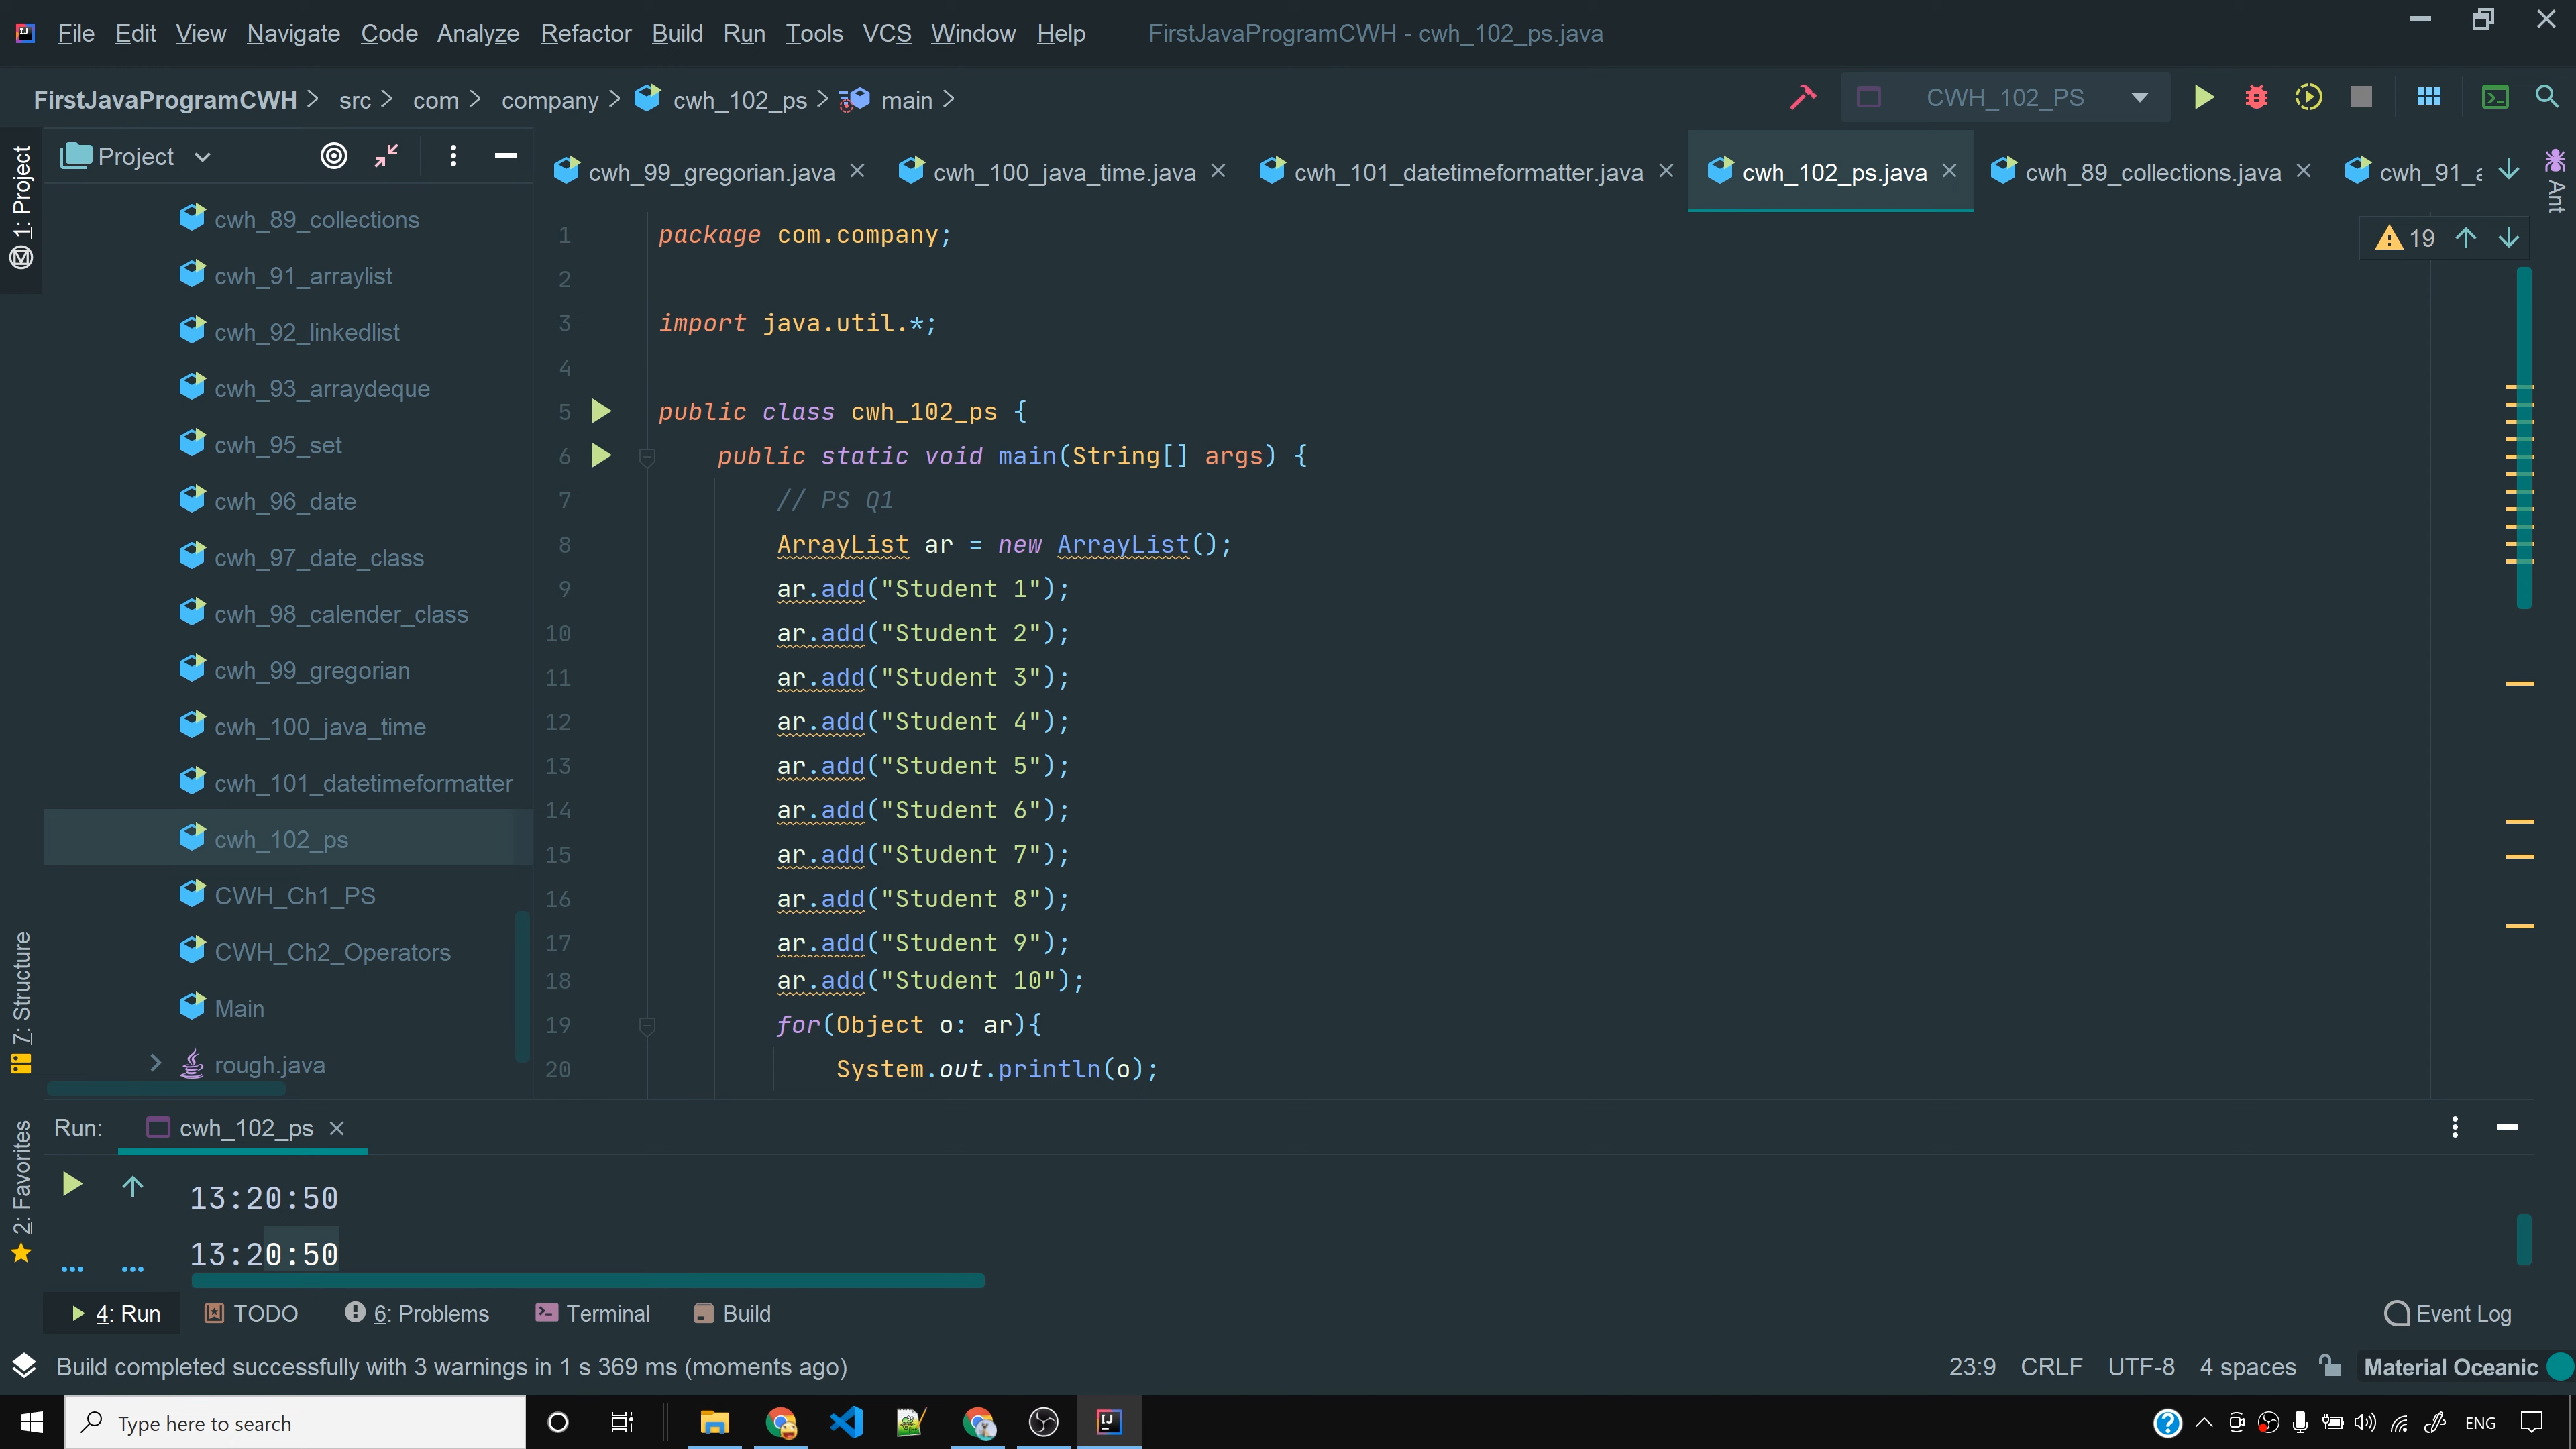 File Edit View Navigate Code Analyze Refactor Build Run Tools VCS Window Help FirstJavaProgramCWH - cwh_102_ps.java
FirstJavaProgramCWH src com company cwh_102_ps main CWH_102_PS
1: Project
Project
cwh_99_gregorian.java cwh_100_java_time.java cwh_101_datetimeformatter.java cwh_102_ps.java cwh_89_collections.java cwh_91_a
Ant
19
cwh_89_collections
cwh_91_arraylist
cwh_92_linkedlist
cwh_93_arraydeque
cwh_95_set
cwh_96_date
cwh_97_date_class
cwh_98_calender_class
cwh_99_gregorian
cwh_100_java_time
cwh_101_datetimeformatter
cwh_102_ps
CWH_Ch1_PS
CWH_Ch2_Operators
Main
rough.java
7: Structure
2: Favorites
1 package com.company;
2
3 import java.util.*;
4
5 public class cwh_102_ps {
6 public static void main(String[] args) {
7 // PS Q1
8 ArrayList ar = new ArrayList();
9 ar.add("Student 1");
10 ar.add("Student 2");
11 ar.add("Student 3");
12 ar.add("Student 4");
13 ar.add("Student 5");
14 ar.add("Student 6");
15 ar.add("Student 7");
16 ar.add("Student 8");
17 ar.add("Student 9");
18 ar.add("Student 10");
19 for(Object o: ar){
20 System.out.println(o);
Run: cwh_102_ps
13:20:50
13:20:50
4: Run TODO 6: Problems Terminal Build Event Log
Build completed successfully with 3 warnings in 1 s 369 ms (moments ago) 23:9 CRLF UTF-8 4 spaces Material Oceanic
Type here to search ENG